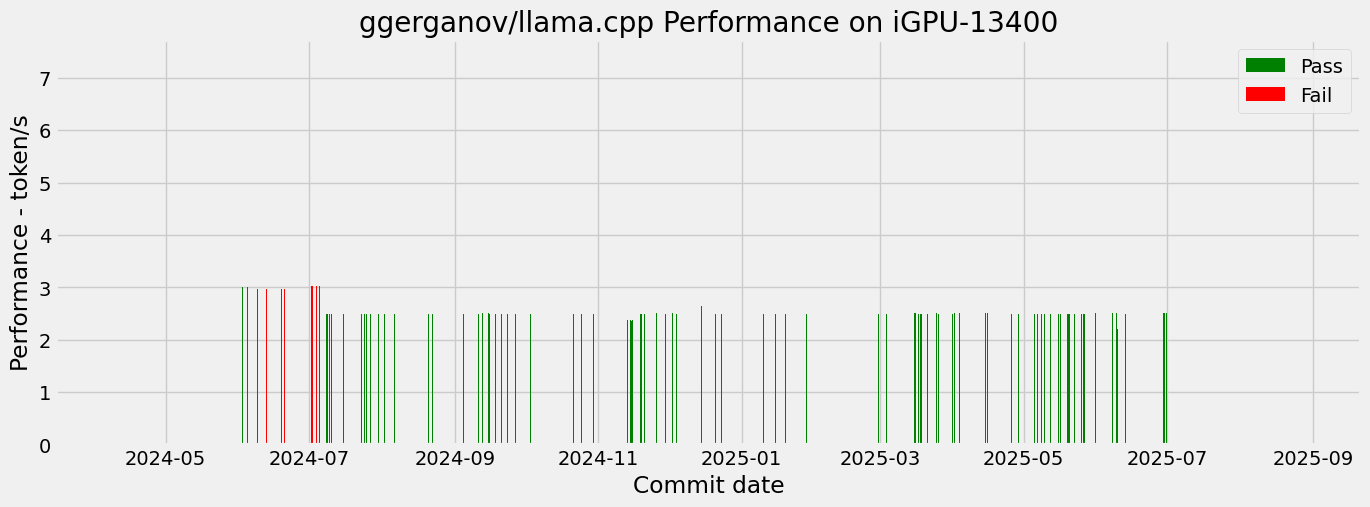 ggerganov/llama.cpp Performance on iGPU-13400
Performance - token/s
7
6
5
4
3
2
1
0
Pass
Fail
2024-05 2024-07 2024-09 2024-11 2025-01 2025-03 2025-05 2025-07 2025-09
Commit date